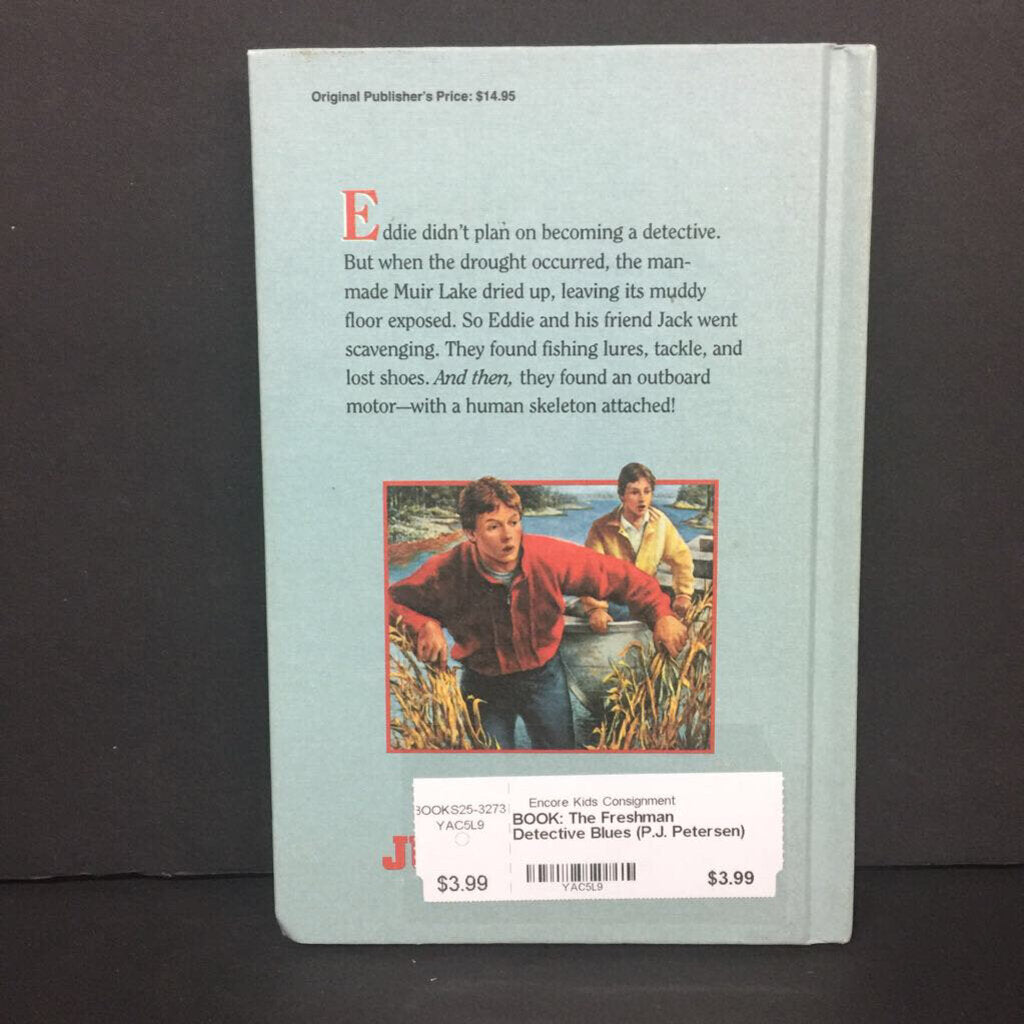 Original Publisher's Price: $14.95
Eddie didn't plan on becoming a detective.
But when the drought occurred, the man-
made Muir Lake dried up, leaving its muddy
floor exposed. So Eddie and his friend Jack went
scavenging. They found fishing lures, tackle, and
lost shoes. And then, they found an outboard
motor—with a human skeleton attached!
BOOKS25-3273
YAC5L9
$3.99
Encore Kids Consignment
BOOK: The Freshman
Detective Blues (P.J. Petersen)
YAC5L9
$3.99